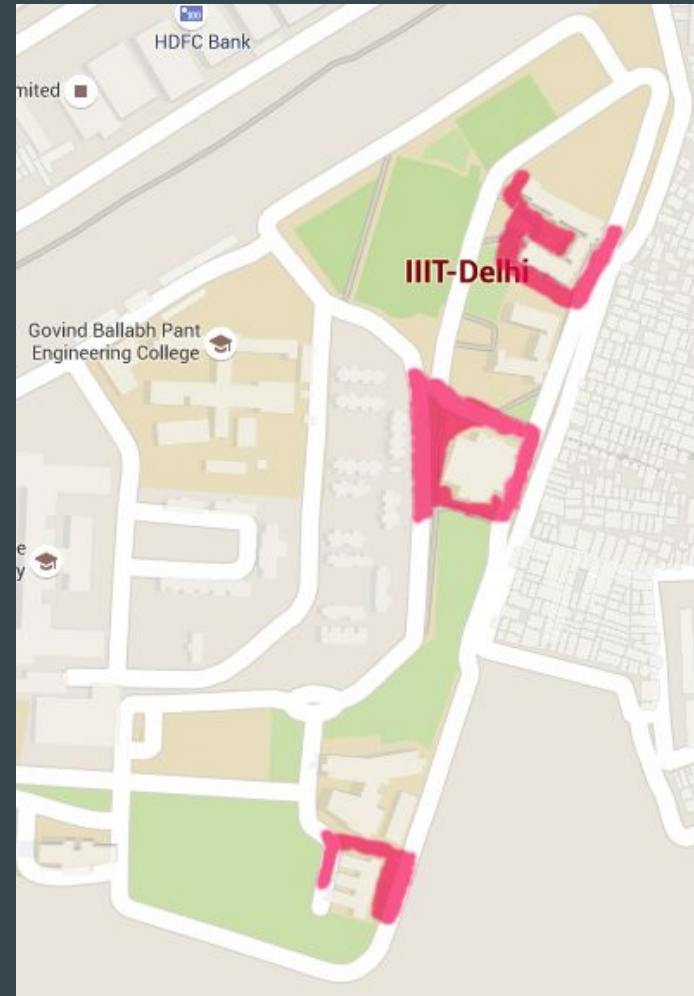 HDFC Bank
mited
IIIT-Delhi
Govind Ballabh Pant
Engineering College
e
y